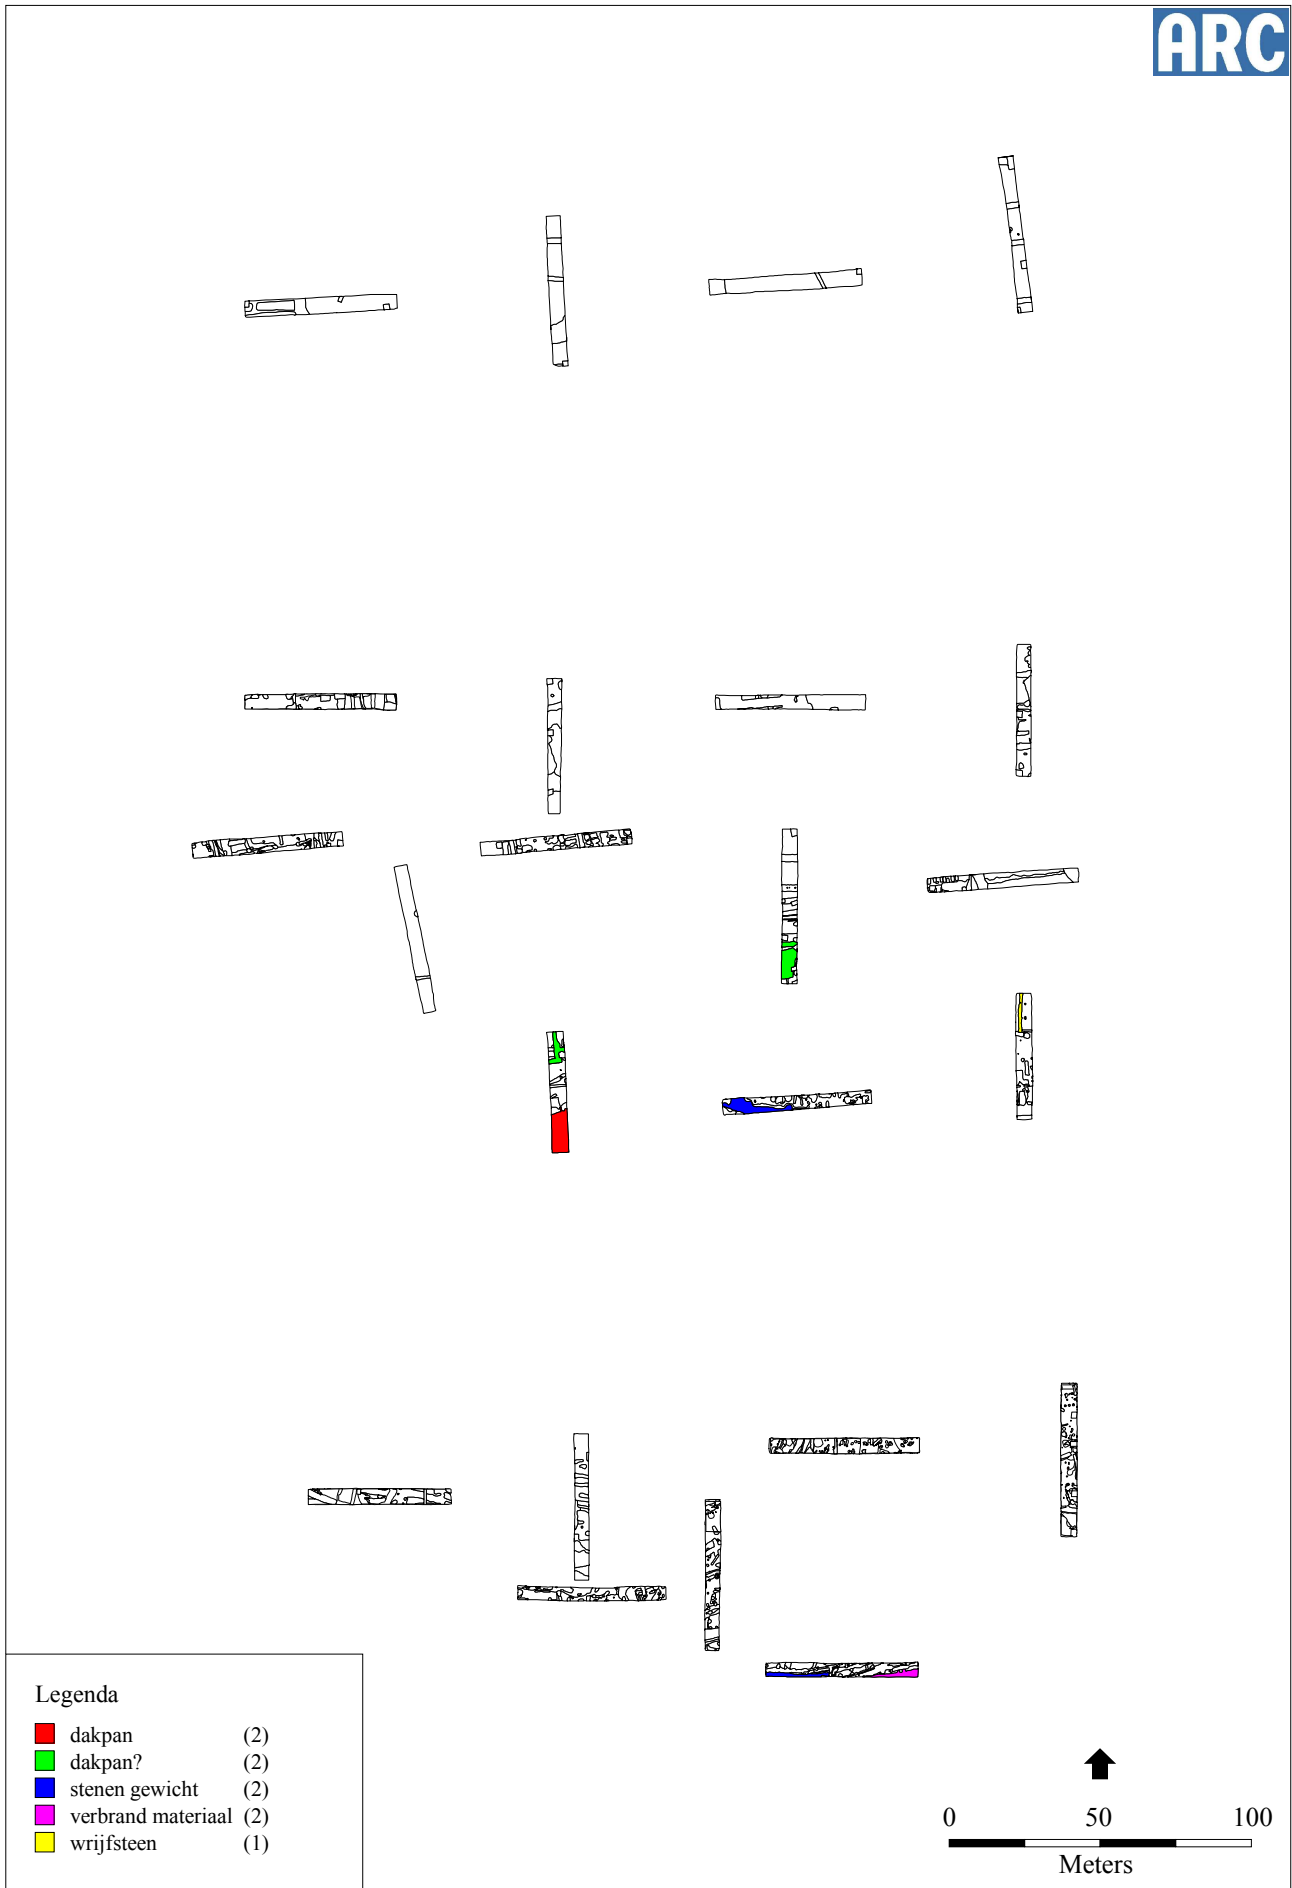 ARC
Legenda
dakpan (2)
dakpan? (2)
stenen gewicht (2)
verbrand materiaal (2)
wrijfsteen (1)
0 50 100
Meters